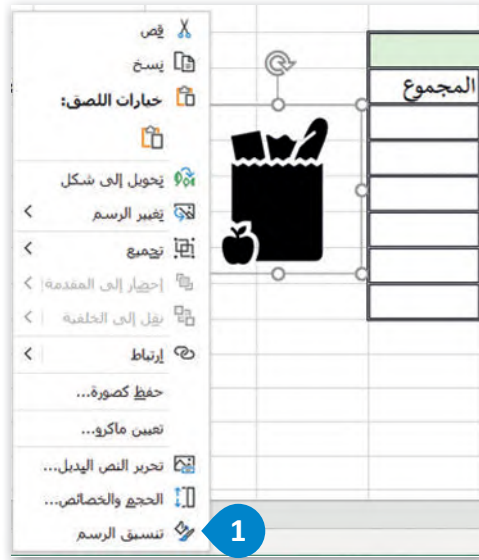 قص
نسخ
خيارات اللصق:
تحويل إلى شكل
تغيير الرسم
تجميع
إحضار إلى المقدمة
نقل إلى الخلفية
ارتباط
حفظ كصورة...
تعيين ماكرو...
تحرير النص البديل...
الحجم والخصائص...
تنسيق الرسم
1
المجموع